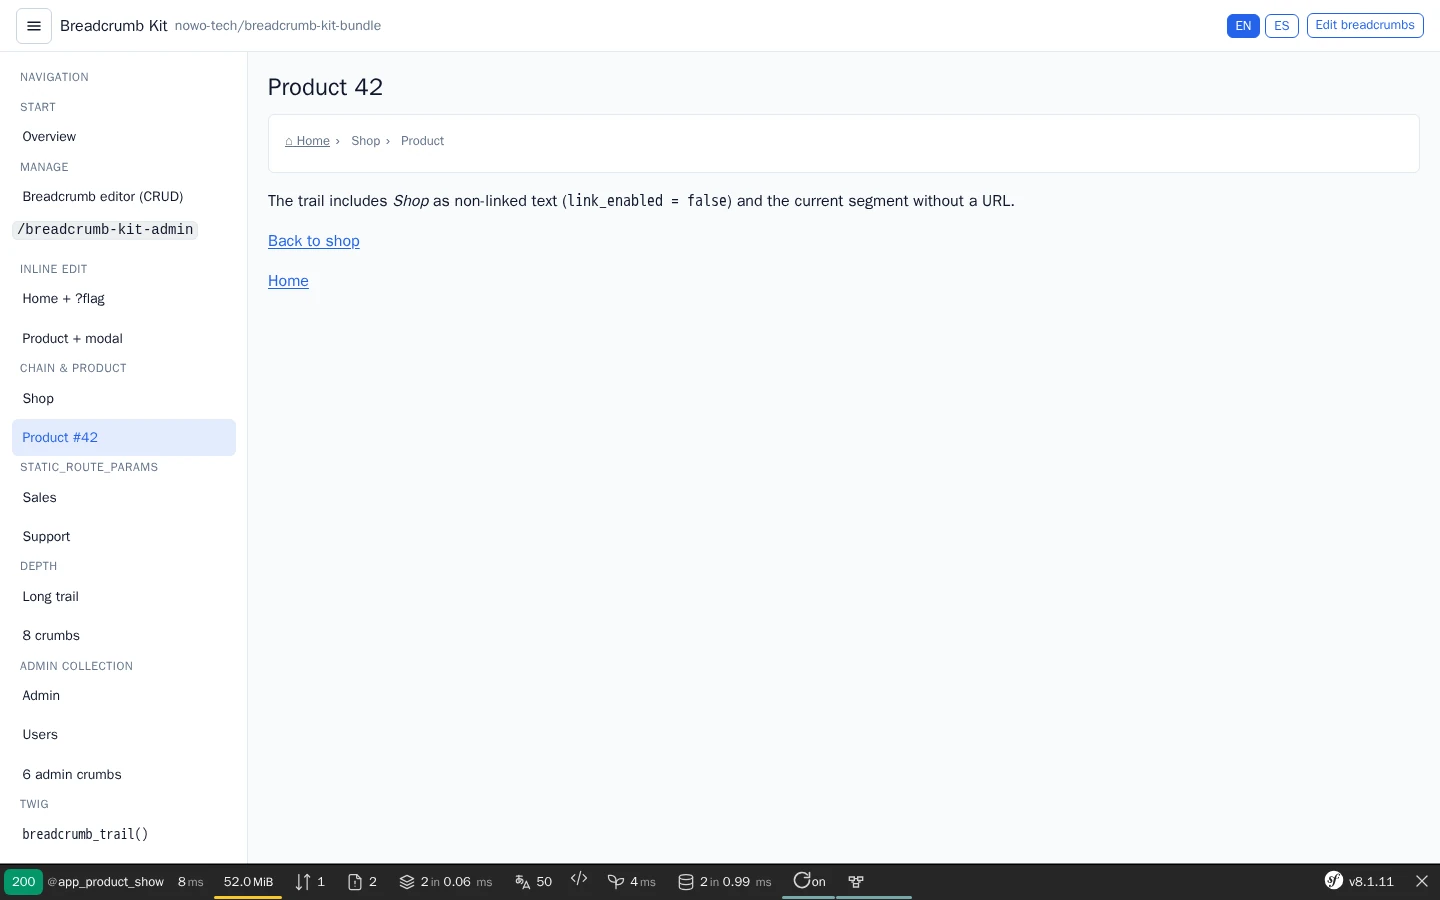 Breadcrumb Kit nowo-tech/breadcrumb-kit-bundle
EN ES Edit breadcrumbs
NAVIGATION
START
Overview
MANAGE
Breadcrumb editor (CRUD)
/breadcrumb-kit-admin
INLINE EDIT
Home + ?flag
Product + modal
CHAIN & PRODUCT
Shop
Product #42
STATIC_ROUTE_PARAMS
Sales
Support
DEPTH
Long trail
8 crumbs
ADMIN COLLECTION
Admin
Users
6 admin crumbs
TWIG
breadcrumb_trail()
Product 42
⌂ Home › Shop › Product
The trail includes Shop as non-linked text (link_enabled = false) and the current segment without a URL.
Back to shop
Home
200 @app_product_show 8 ms 52.0 MiB 1 2 2 in 0.06 ms 50 4 ms 2 in 0.99 ms on sf v8.1.11